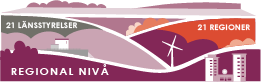 21 LÄNSSTYRELSER
21 REGIONER
REGIONAL NIVÅ